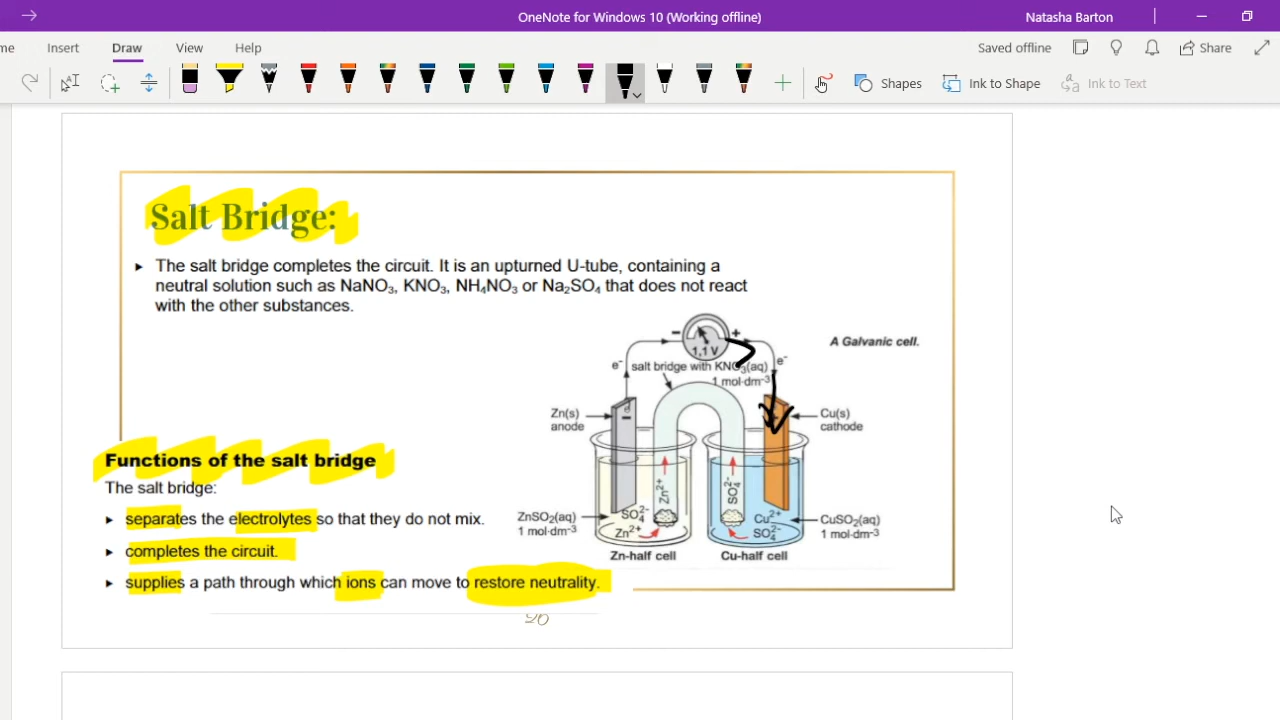 OneNote for Windows 10 (Working offline)
Natasha Barton
me Insert Draw View Help
Saved offline
Share
Shapes
Ink to Shape
Ink to Text
Salt Bridge:
▸ The salt bridge completes the circuit. It is an upturned U-tube, containing a
neutral solution such as NaNO₃, KNO₃, NH₄NO₃ or Na₂SO₄ that does not react
with the other substances.
A Galvanic cell.
− +
1,1 V
e⁻ salt bridge with KNO₃(aq) e⁻
1 mol·dm⁻³
Zn(s)
anode
e⁻
−
Cu(s)
cathode
Zn²⁺
SO₄²⁻
ZnSO₂(aq)
1 mol·dm⁻³
SO₄²⁻
Zn²⁺
Cu²⁺
SO₄²⁻
CuSO₂(aq)
1 mol·dm⁻³
Zn-half cell
Cu-half cell
Functions of the salt bridge
The salt bridge:
▸ separates the electrolytes so that they do not mix.
▸ completes the circuit.
▸ supplies a path through which ions can move to restore neutrality.
26